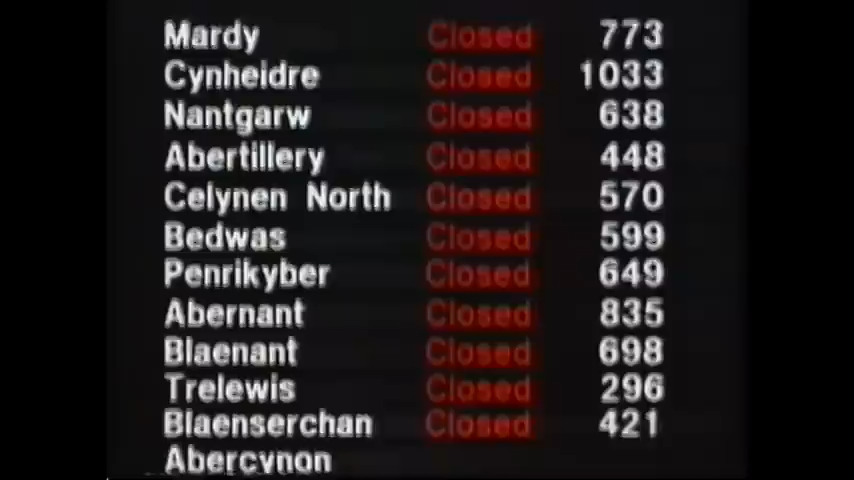 Mardy Closed 773
Cynheidre Closed 1033
Nantgarw Closed 638
Abertillery Closed 448
Celynen North Closed 570
Bedwas Closed 599
Penrikyber Closed 649
Abernant Closed 835
Blaenant Closed 698
Trelewis Closed 296
Blaenserchan Closed 421
Abercynon